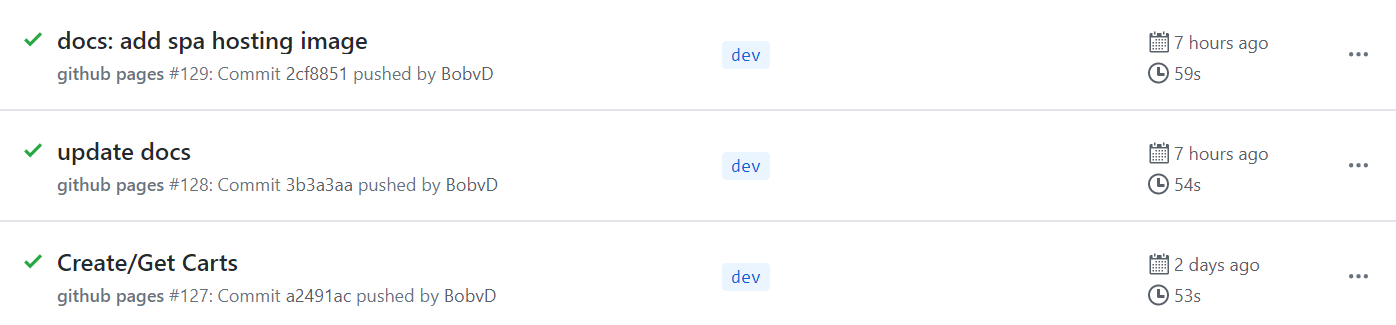 docs: add spa hosting image
github pages #129: Commit 2cf8851 pushed by BobvD
dev
7 hours ago
59s
update docs
github pages #128: Commit 3b3a3aa pushed by BobvD
dev
7 hours ago
54s
Create/Get Carts
github pages #127: Commit a2491ac pushed by BobvD
dev
2 days ago
53s